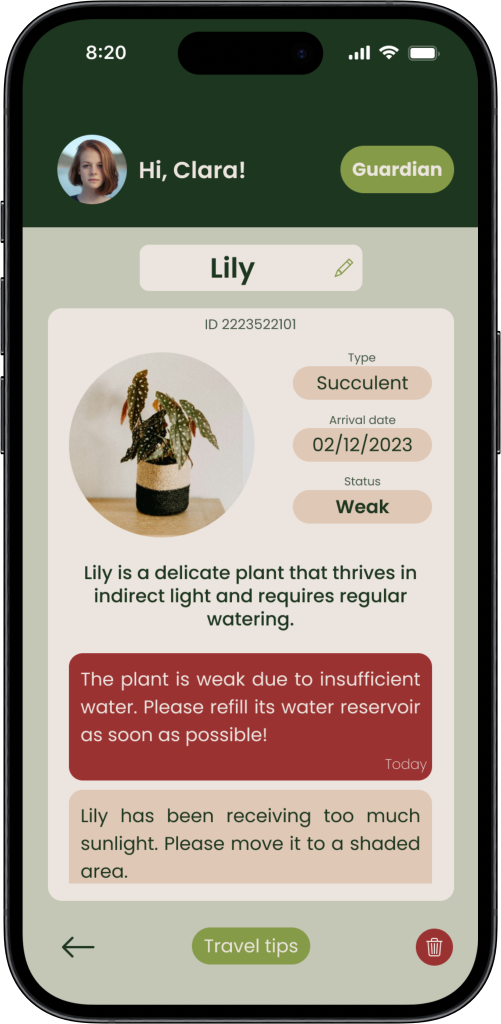 8:20
Hi, Clara!
Guardian
Lily
ID 2223522101
Type
Succulent
Arrival date
02/12/2023
Status
Weak
Lily is a delicate plant that thrives in
indirect light and requires regular
watering.
The plant is weak due to insufficient
water. Please refill its water reservoir
as soon as possible!
Today
Lily has been receiving too much
sunlight. Please move it to a shaded
area.
Travel tips